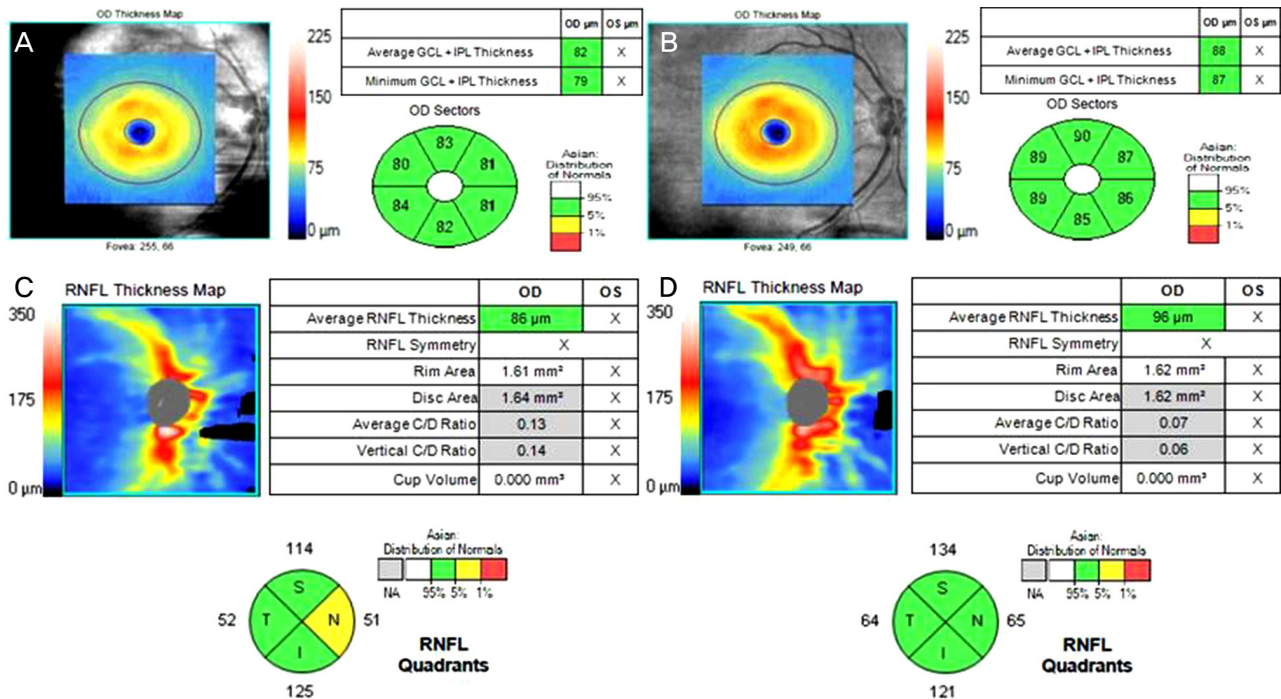 A
OD Thickness Map
225
150
75
0 µm
Fovea: 255, 66
OD µm OS µm
Average GCL + IPL Thickness 82 X
Minimum GCL + IPL Thickness 79 X
OD Sectors
83
80 81
84 81
82
Asian:
Distribution
of Normals
95%
5%
1%
B
OD Thickness Map
225
150
75
0 µm
Fovea: 249, 66
OD µm OS µm
Average GCL + IPL Thickness 88 X
Minimum GCL + IPL Thickness 87 X
OD Sectors
90
89 87
89 86
85
Asian:
Distribution
of Normals
95%
5%
1%
C
RNFL Thickness Map
350
175
0 µm
OD OS
Average RNFL Thickness 86 µm X
RNFL Symmetry X
Rim Area 1.61 mm² X
Disc Area 1.64 mm² X
Average C/D Ratio 0.13 X
Vertical C/D Ratio 0.14 X
Cup Volume 0.000 mm³ X
114
S
52 T N 51
I
125
Asian:
Distribution of Normals
NA 95% 5% 1%
RNFL
Quadrants
D
RNFL Thickness Map
350
175
0 µm
OD OS
Average RNFL Thickness 96 µm X
RNFL Symmetry X
Rim Area 1.62 mm² X
Disc Area 1.62 mm² X
Average C/D Ratio 0.07 X
Vertical C/D Ratio 0.06 X
Cup Volume 0.000 mm³ X
134
S
64 T N 65
I
121
Asian:
Distribution of Normals
NA 95% 5% 1%
RNFL
Quadrants